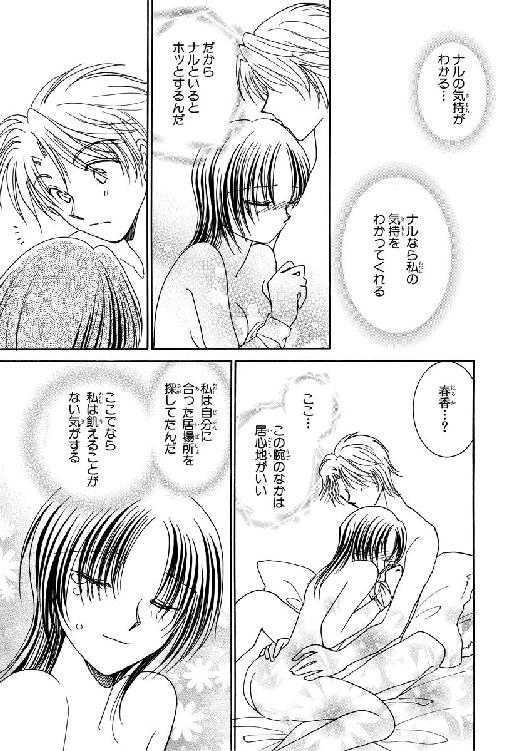 ナルの気持が
わかる…
ナルなら私の
気持を
わかってくれる
だから
ナルといると
ホッとするんだ
春香…?
ここ…
この腕のなかは
居心地がいい
私は自分に
合った居場所を
探してたんだ
ここでなら
私は飢えることが
ない気がする